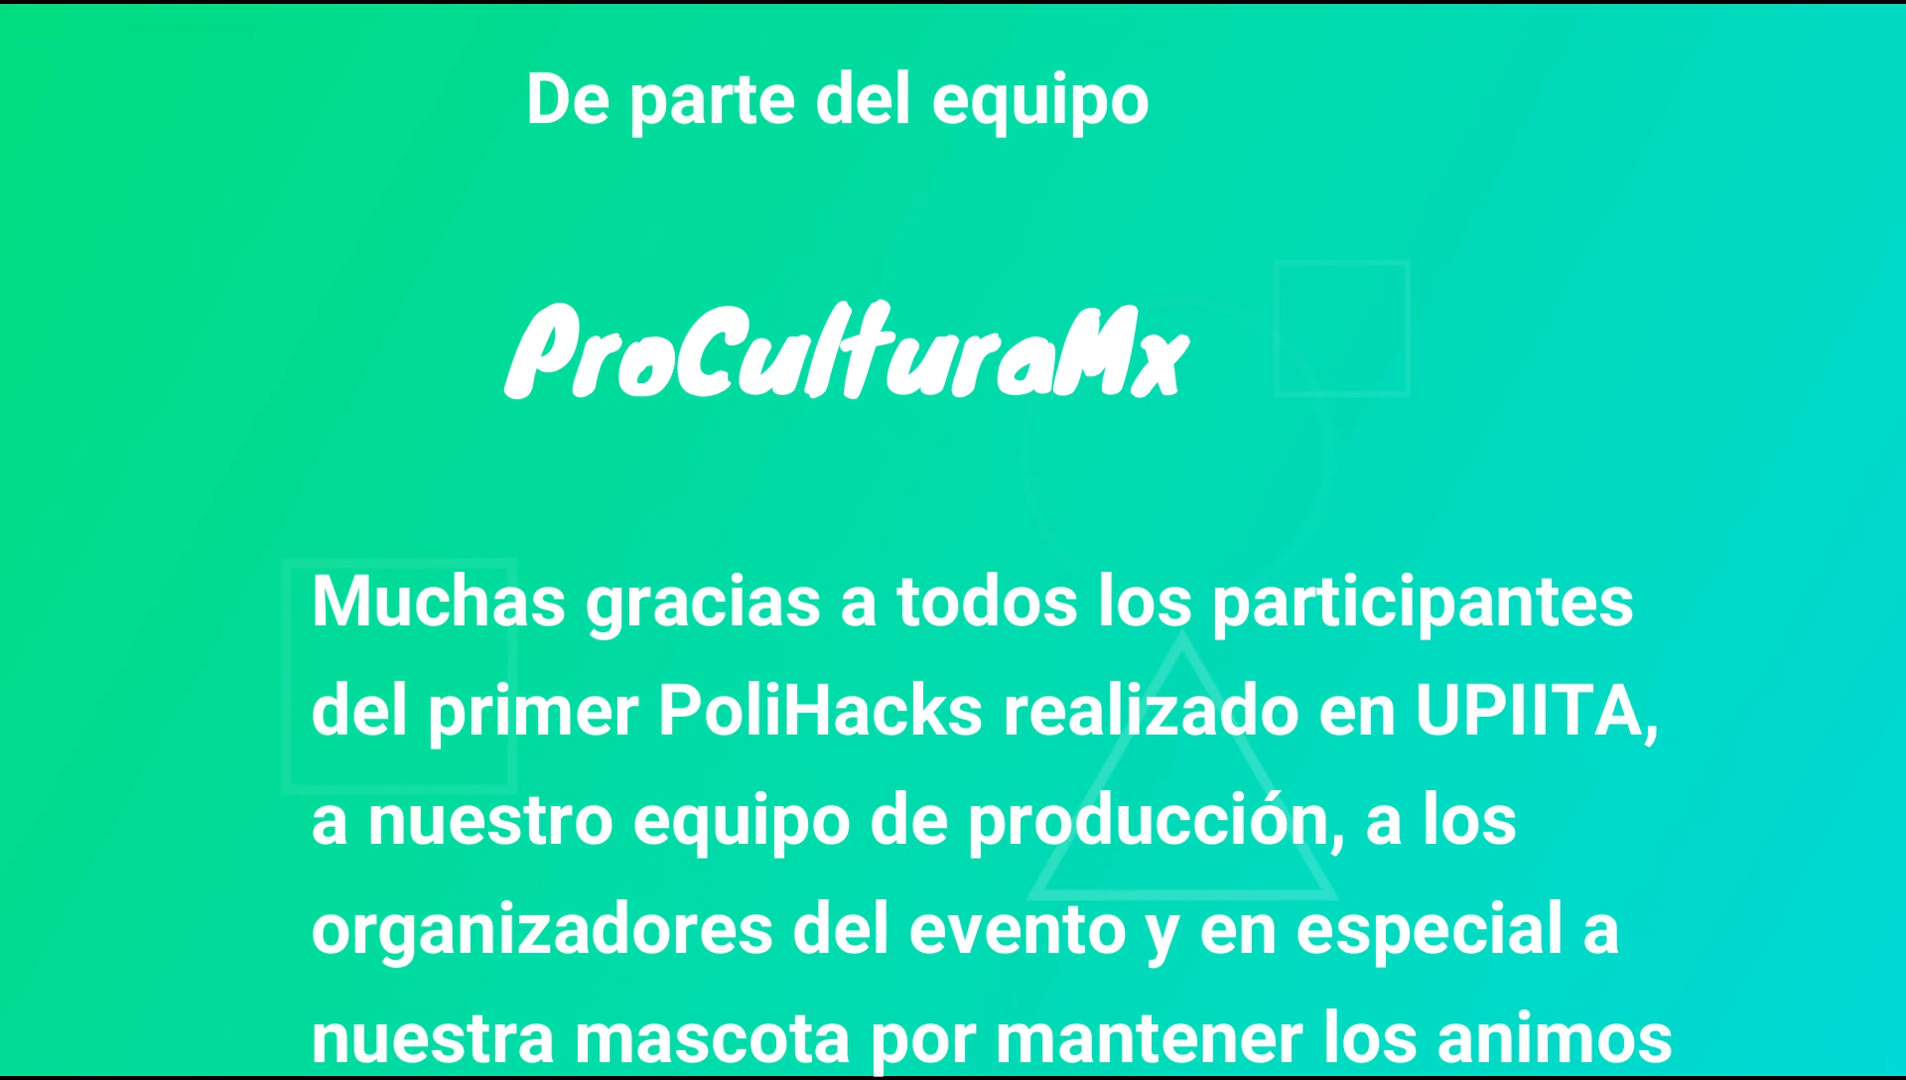 De parte del equipo
ProCulturaMx
Muchas gracias a todos los participantes
del primer PoliHacks realizado en UPIITA,
a nuestro equipo de producción, a los
organizadores del evento y en especial a
nuestra mascota por mantener los animos